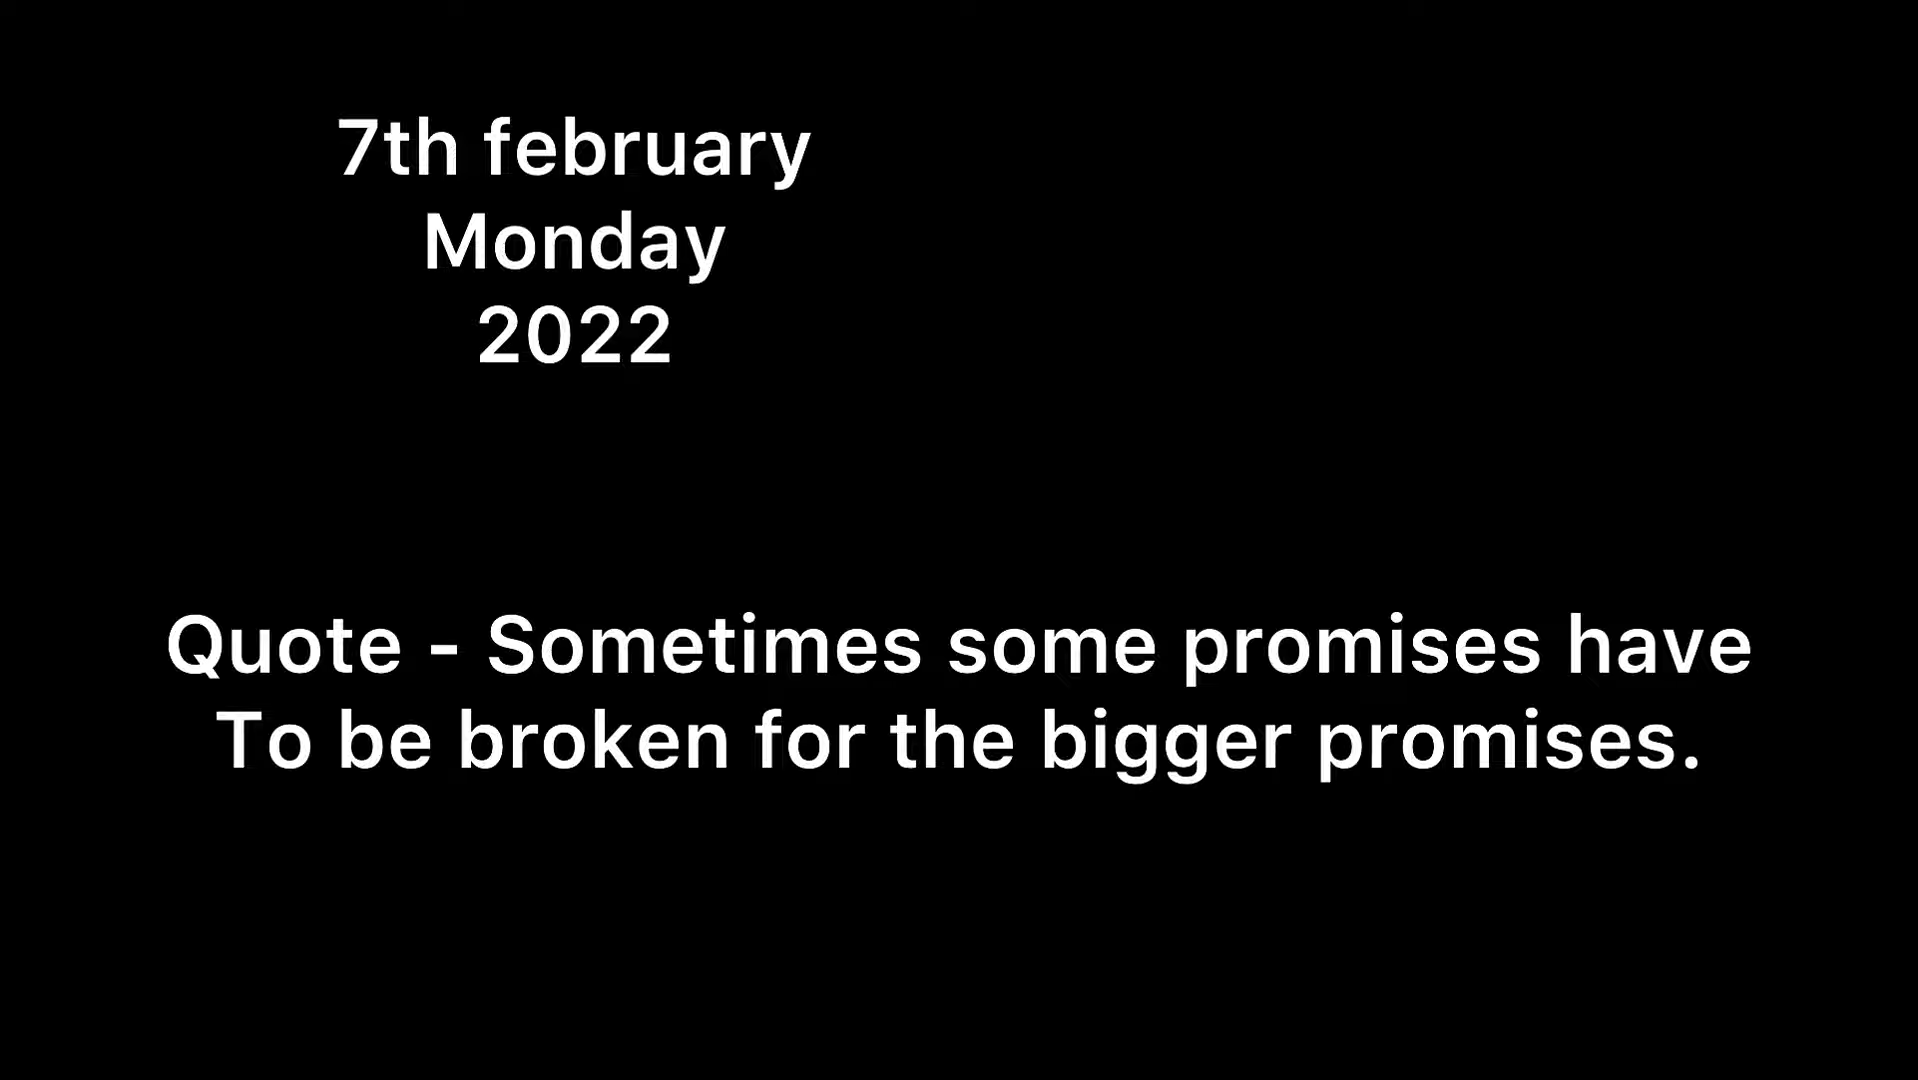 7th february
Monday
2022
Quote - Sometimes some promises have
To be broken for the bigger promises.